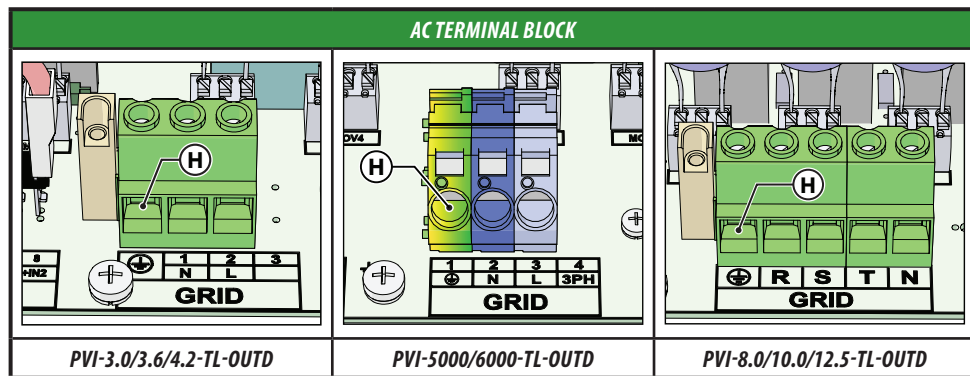 AC TERMINAL BLOCK
H
8
+IN2
1 2 3
N L
GRID
OV4
MO
H
1 2 3 4
N L 3PH
GRID
H
R S T N
GRID
PVI-3.0/3.6/4.2-TL-OUTD
PVI-5000/6000-TL-OUTD
PVI-8.0/10.0/12.5-TL-OUTD